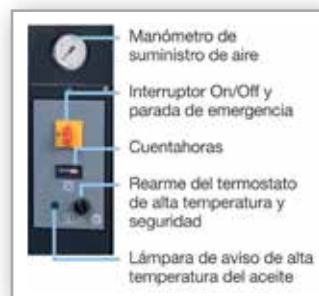 Manómetro de
suministro de aire
Interruptor On/Off y
parada de emergencia
Cuentahoras
Rearme del termostato
de alta temperatura y
seguridad
Lámpara de aviso de alta
temperatura del aceite